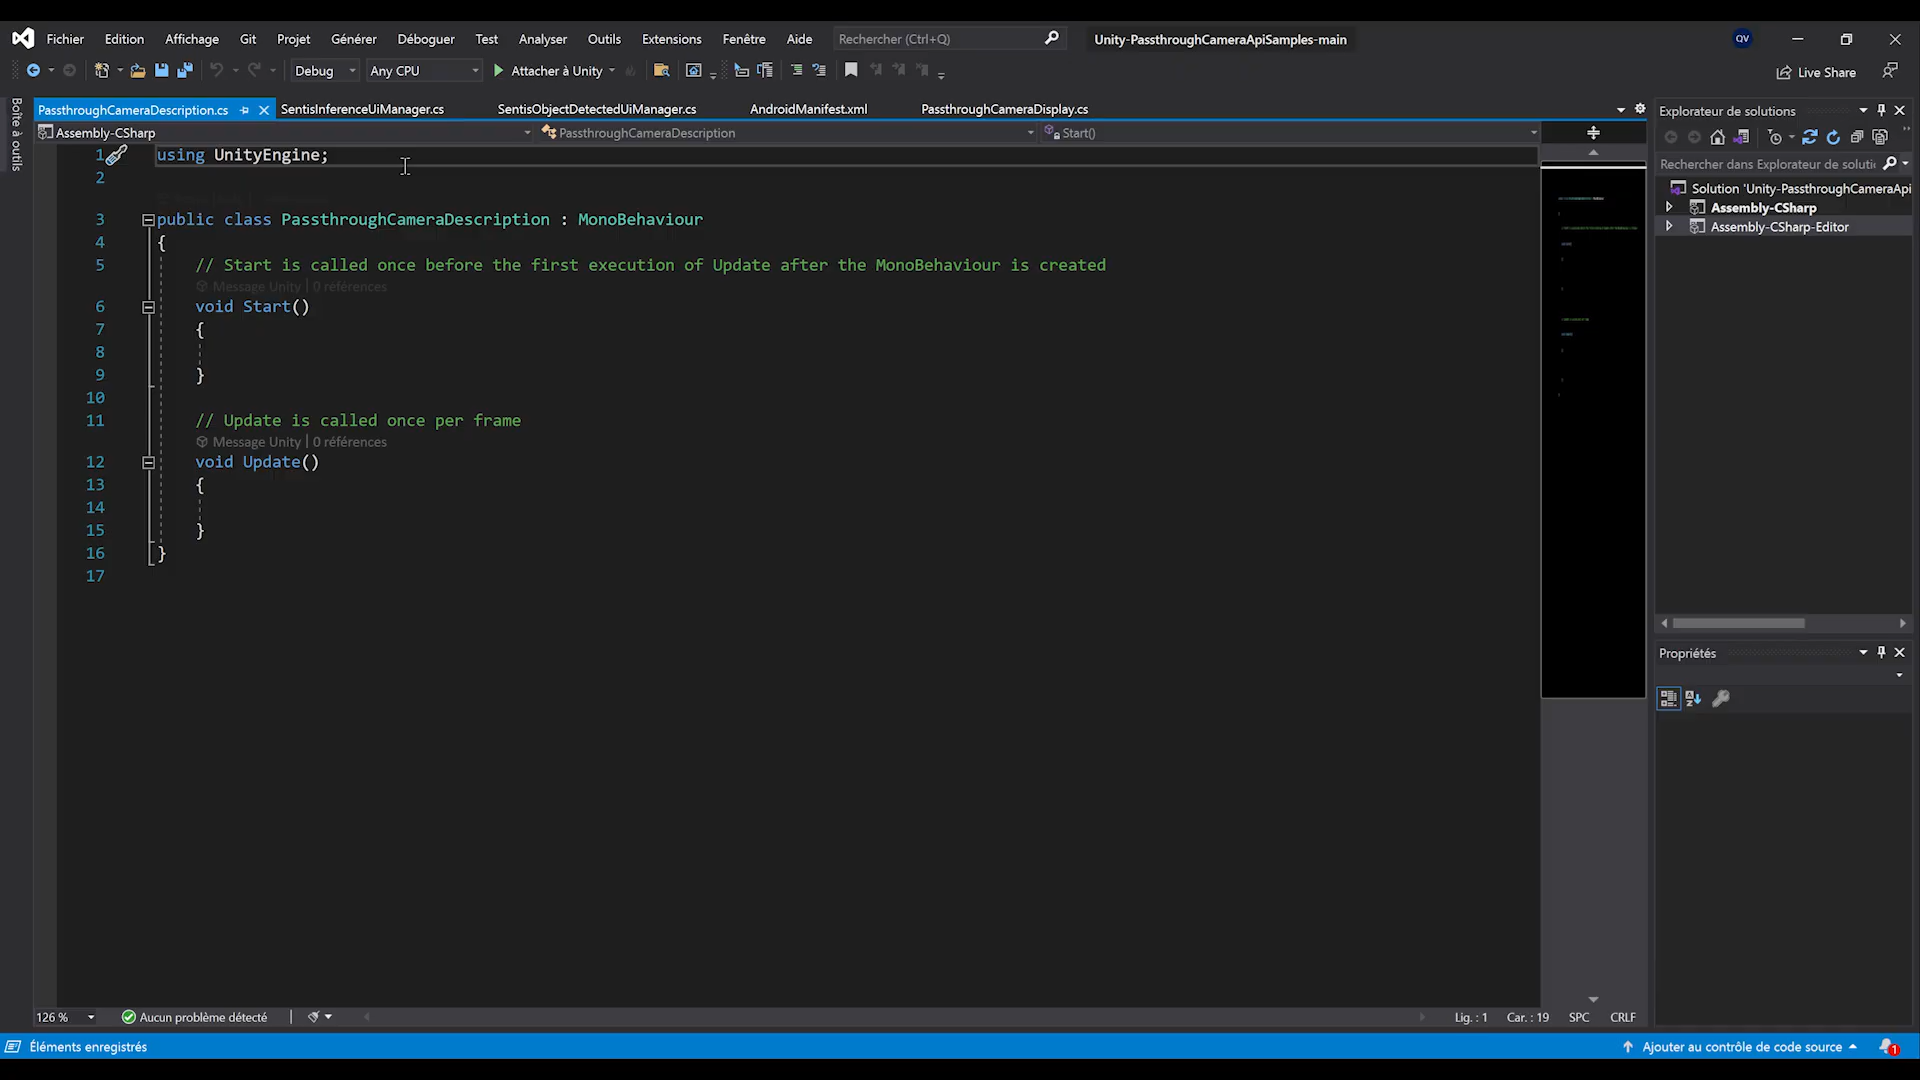 Fichier Edition Affichage Git Projet Générer Déboguer Test Analyser Outils Extensions Fenêtre Aide Rechercher (Ctrl+Q) Unity-PassthroughCameraApiSamples-main QV
Debug Any CPU Attacher à Unity Live Share
Boîte à outils
PassthroughCameraDescription.cs SentisInferenceUiManager.cs SentisObjectDetectedUiManager.cs AndroidManifest.xml PassthroughCameraDisplay.cs
Assembly-CSharp PassthroughCameraDescription Start()
1 using UnityEngine;
2
3 public class PassthroughCameraDescription : MonoBehaviour
4 {
5 // Start is called once before the first execution of Update after the MonoBehaviour is created
Message Unity | 0 références
6 void Start()
7 {
8
9 }
10
11 // Update is called once per frame
Message Unity | 0 références
12 void Update()
13 {
14
15 }
16 }
17
Explorateur de solutions
Rechercher dans Explorateur de soluti
Solution 'Unity-PassthroughCameraApi
Assembly-CSharp
Assembly-CSharp-Editor
Propriétés
126 % Aucun problème détecté Lig. : 1 Car. : 19 SPC CRLF
Éléments enregistrés Ajouter au contrôle de code source 1